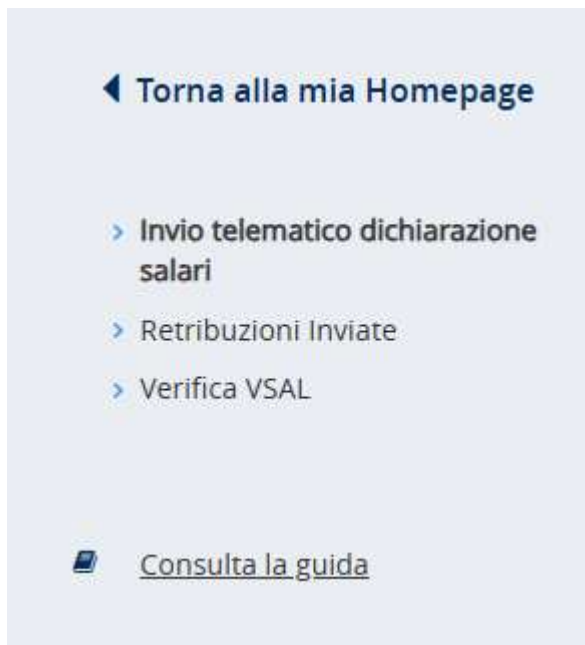 Torna alla mia Homepage
Invio telematico dichiarazione
salari
Retribuzioni Inviate
Verifica VSAL
Consulta la guida